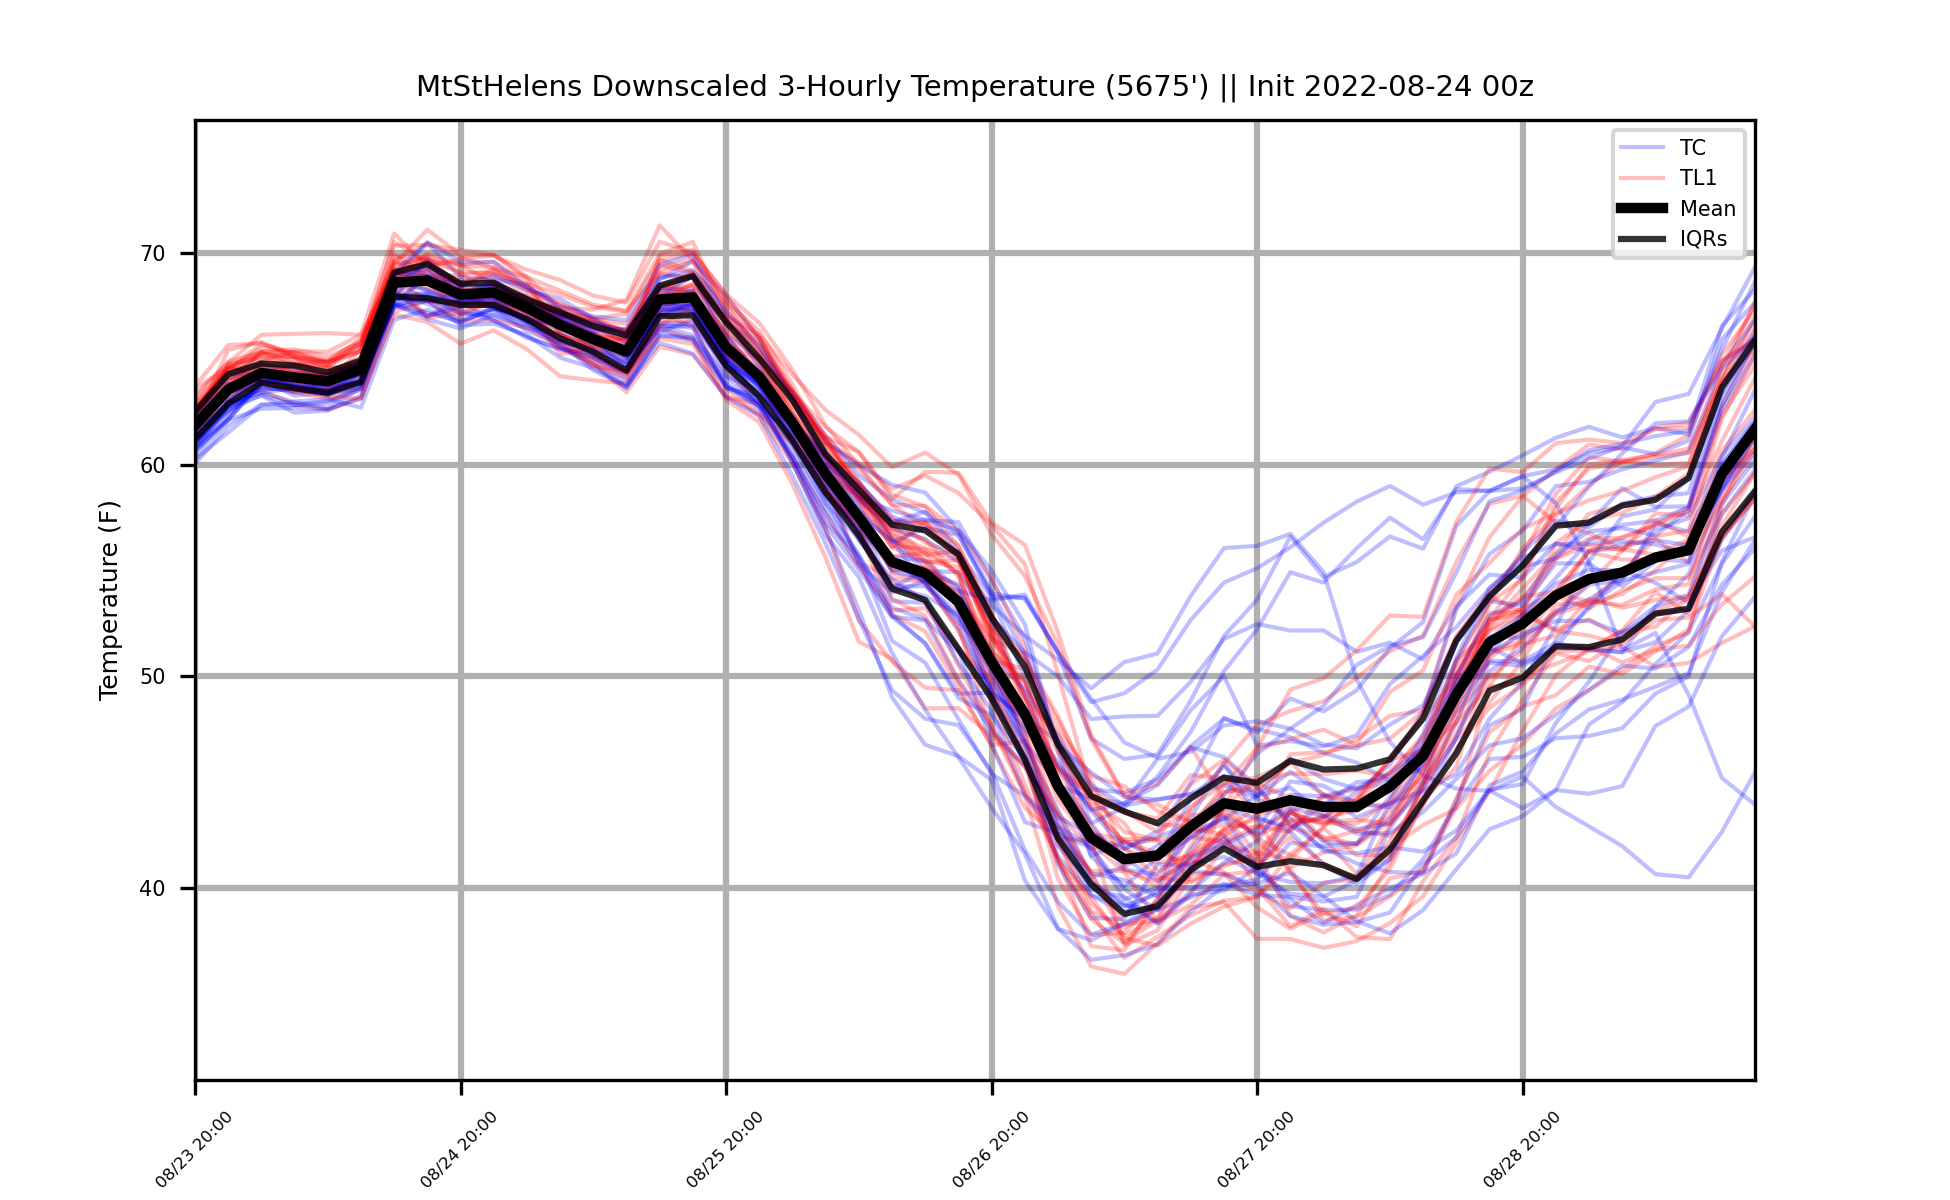 MtStHelens Downscaled 3-Hourly Temperature (5675') || Init 2022-08-24 00z
TC
TL1
Mean
IQRs
Temperature (F)
70
60
50
40
08/23 20:00
08/24 20:00
08/25 20:00
08/26 20:00
08/27 20:00
08/28 20:00